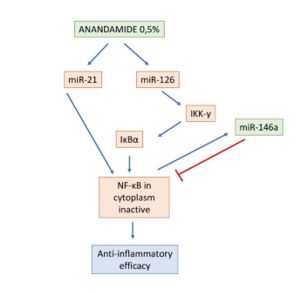 ANANDAMIDE 0,5%
miR-21
miR-126
IKK-γ
miR-146a
IκBα
NF-κB in
cytoplasm
inactive
Anti-inflammatory
efficacy